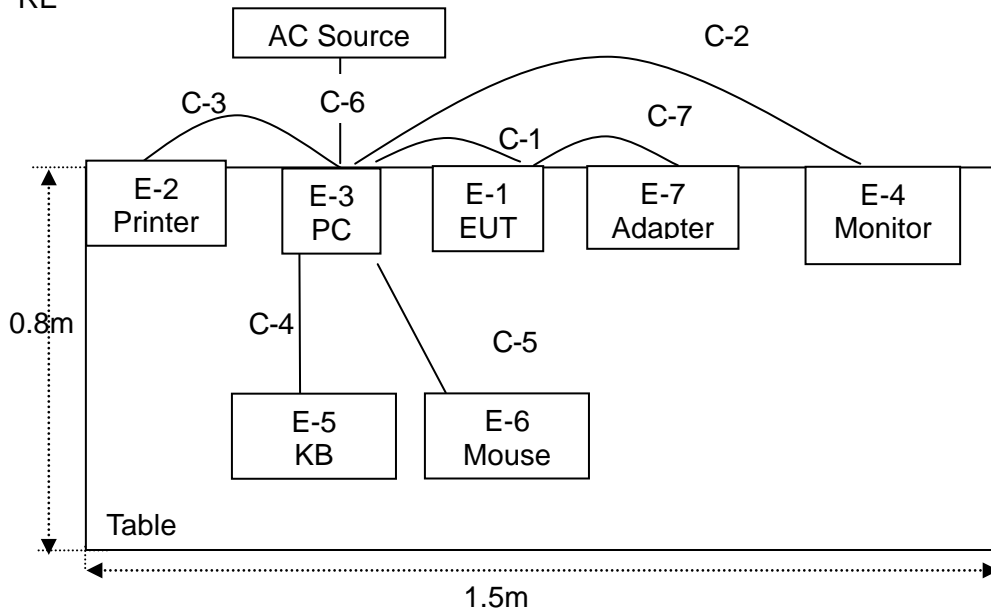 AC Source
C-2
C-3
C-6
C-7
C-1
E-2
Printer
E-3
PC
E-1
EUT
E-7
Adapter
E-4
Monitor
0.8m
C-4
C-5
E-5
KB
E-6
Mouse
Table
1.5m